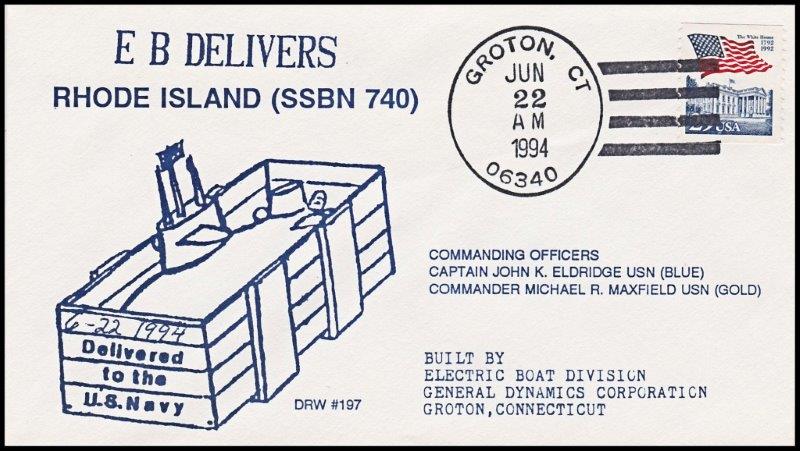 E B DELIVERS
RHODE ISLAND (SSBN 740)
GROTON, CT
JUN
22
AM
1994
06340
The White House
1792
1992
29 USA
COMMANDING OFFICERS
CAPTAIN JOHN K. ELDRIDGE USN (BLUE)
COMMANDER MICHAEL R. MAXFIELD USN (GOLD)
6-22 1994
Delivered
to the
U.S. Navy
DRW #197
BUILT BY
ELECTRIC BOAT DIVISION
GENERAL DYNAMICS CORPORATION
GROTON,CONNECTICUT